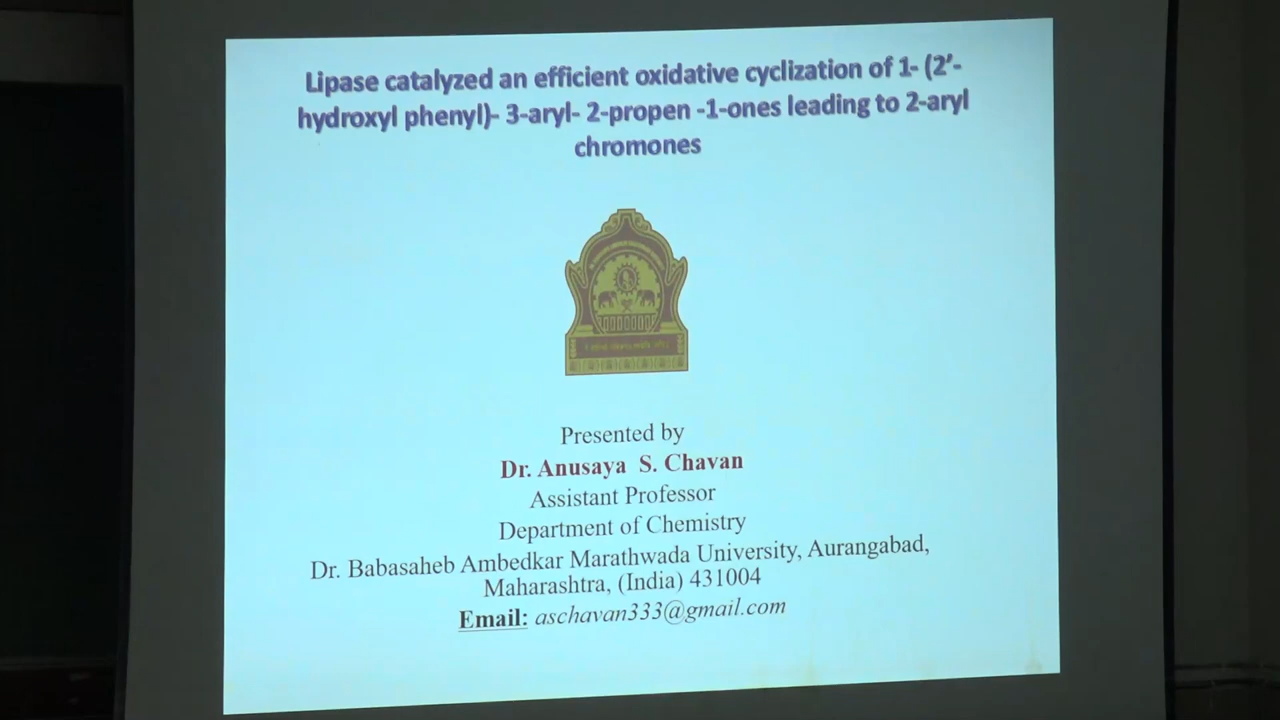 Lipase catalyzed an efficient oxidative cyclization of 1- (2′-
hydroxyl phenyl)- 3-aryl- 2-propen -1-ones leading to 2-aryl
chromones
Presented by
Dr. Anusaya S. Chavan
Assistant Professor
Department of Chemistry
Dr. Babasaheb Ambedkar Marathwada University, Aurangabad,
Maharashtra, (India) 431004
Email: aschavan333@gmail.com